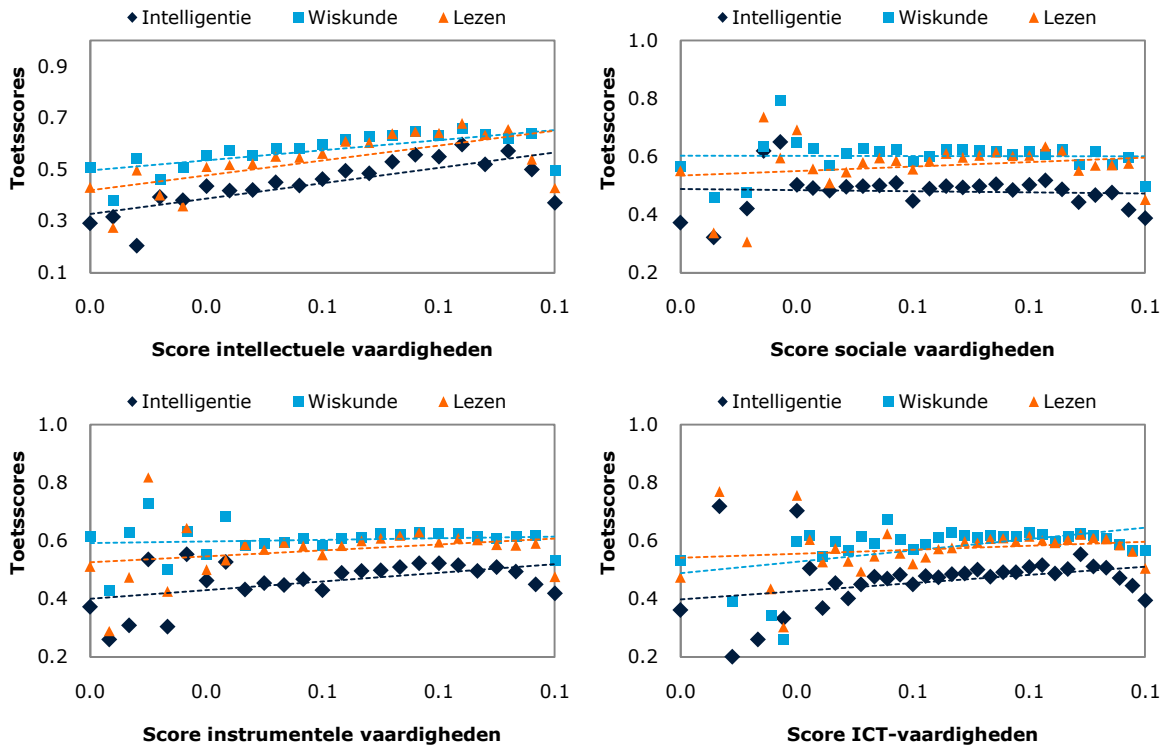 Intelligentie Wiskunde Lezen
Toetsscores
0.9
0.7
0.5
0.3
0.1
0.0 0.0 0.1 0.1 0.1
Score intellectuele vaardigheden
Intelligentie Wiskunde Lezen
Toetsscores
1.0
0.8
0.6
0.4
0.2
0.0 0.0 0.1 0.1 0.1
Score sociale vaardigheden
Intelligentie Wiskunde Lezen
Toetsscores
1.0
0.8
0.6
0.4
0.2
0.0 0.0 0.1 0.1 0.1
Score instrumentele vaardigheden
Intelligentie Wiskunde Lezen
Toetsscores
1.0
0.8
0.6
0.4
0.2
0.0 0.0 0.1 0.1 0.1
Score ICT-vaardigheden